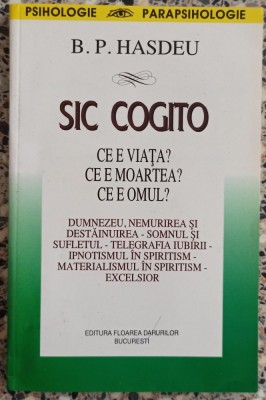 PSIHOLOGIE PARAPSIHOLOGIE
B. P. HASDEU
SIC COGITO
CE E VIAȚA?
CE E MOARTEA?
CE E OMUL?
DUMNEZEU, NEMURIREA ȘI
DESTĂINUIREA - SOMNUL ȘI
SUFLETUL - TELEGRAFIA IUBIRII -
IPNOTISMUL ÎN SPIRITISM -
MATERIALISMUL ÎN SPIRITISM -
EXCELSIOR
EDITURA FLOAREA DARURILOR
BUCUREȘTI